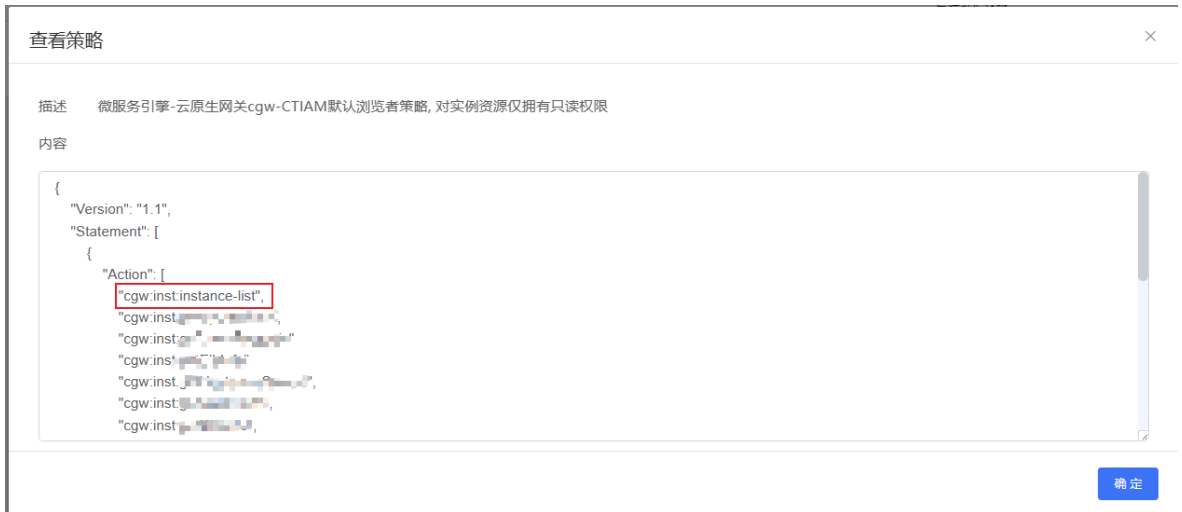 查看策略
描述 微服务引擎-云原生网关cgw-CTIAM默认浏览者策略, 对实例资源仅拥有只读权限
内容
{
"Version": "1.1",
"Statement": [
{
"Action": [
"cgw:inst:instance-list",
"cgw:inst
"cgw:inst:
"cgw:inst
"cgw:inst.
"cgw:inst:
"cgw:inst
确定